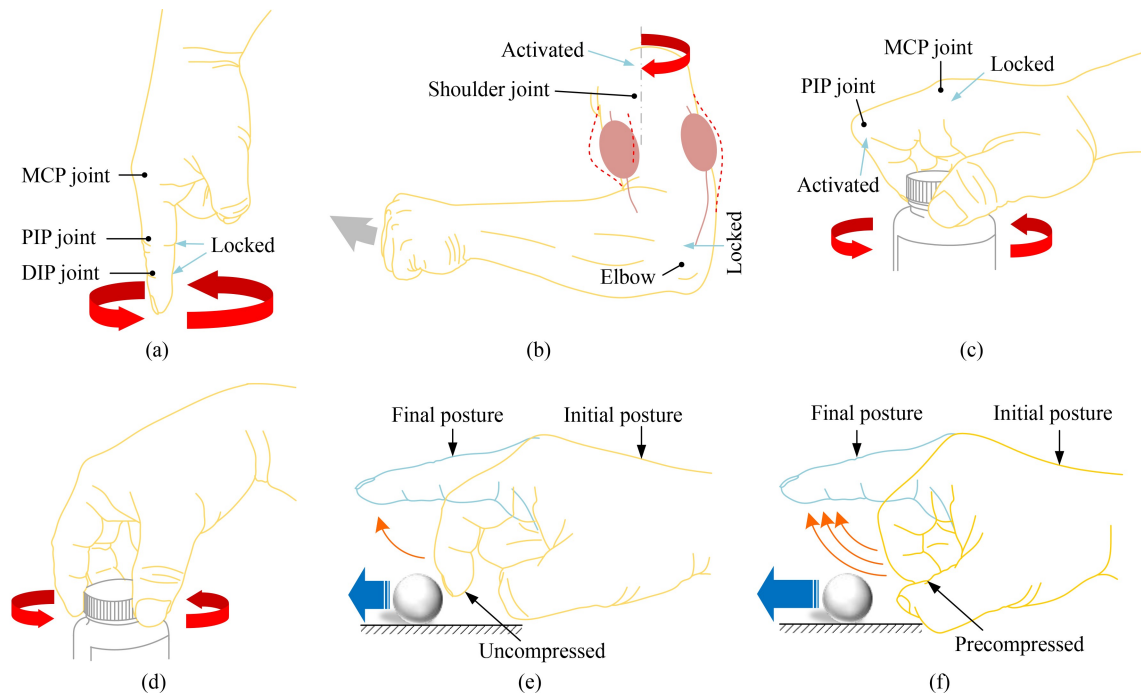 MCP joint
PIP joint
DIP joint
Locked
(a)
Activated
Shoulder joint
Elbow
Locked
(b)
MCP joint
Locked
PIP joint
Activated
(c)
(d)
Final posture
Initial posture
Uncompressed
(e)
Final posture
Initial posture
Precompressed
(f)